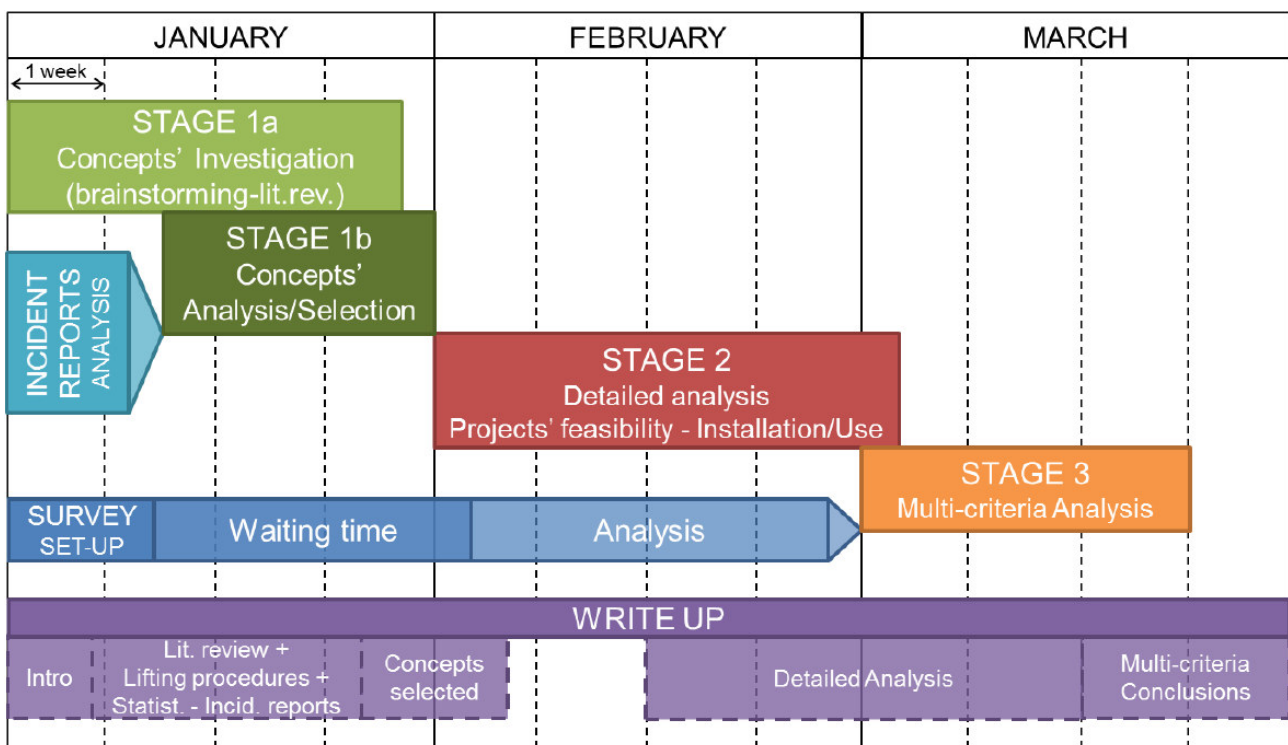 JANUARY
FEBRUARY
MARCH
1 week
STAGE 1a
Concepts’ Investigation
(brainstorming-lit.rev.)
STAGE 1b
Concepts’
Analysis/Selection
INCIDENT
REPORTS
ANALYSIS
STAGE 2
Detailed analysis
Projects’ feasibility - Installation/Use
STAGE 3
Multi-criteria Analysis
SURVEY
SET-UP
Waiting time
Analysis
WRITE UP
Intro
Lit. review +
Lifting procedures +
Statist. - Incid. reports
Concepts
selected
Detailed Analysis
Multi-criteria
Conclusions